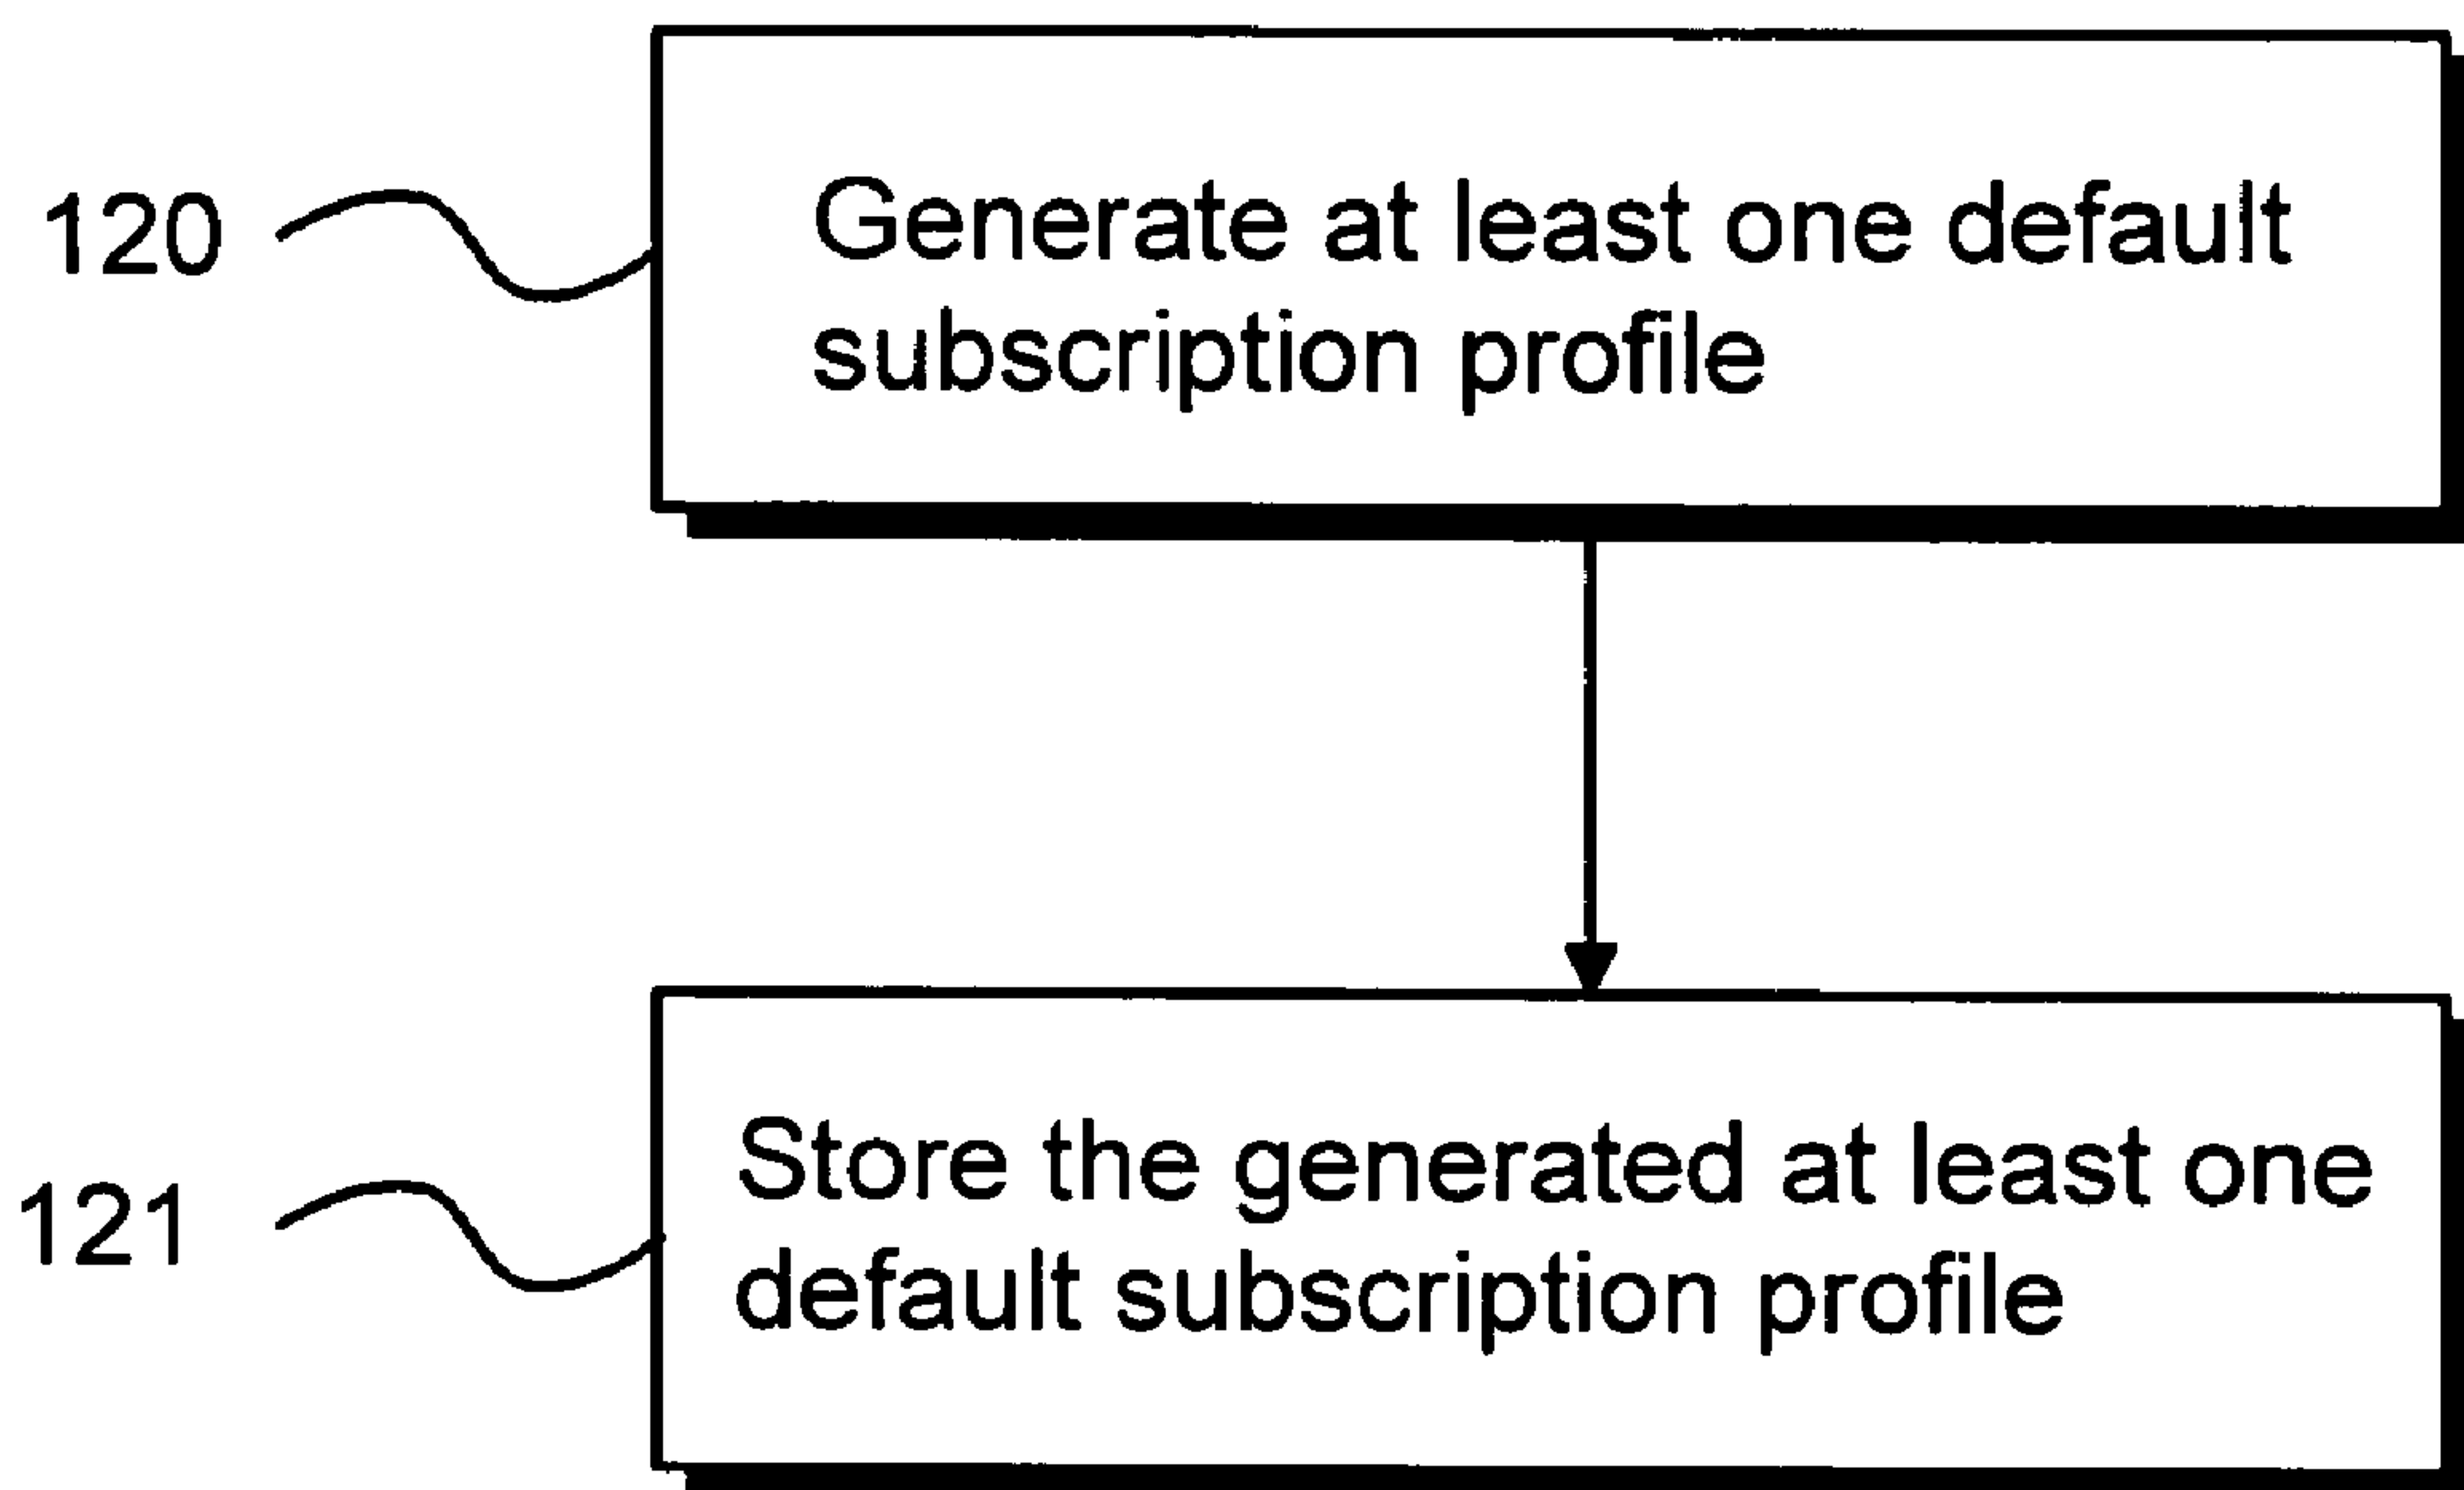 120
Generate at least one default
subscription profile
121
Store the generated at least one
default subscription profile